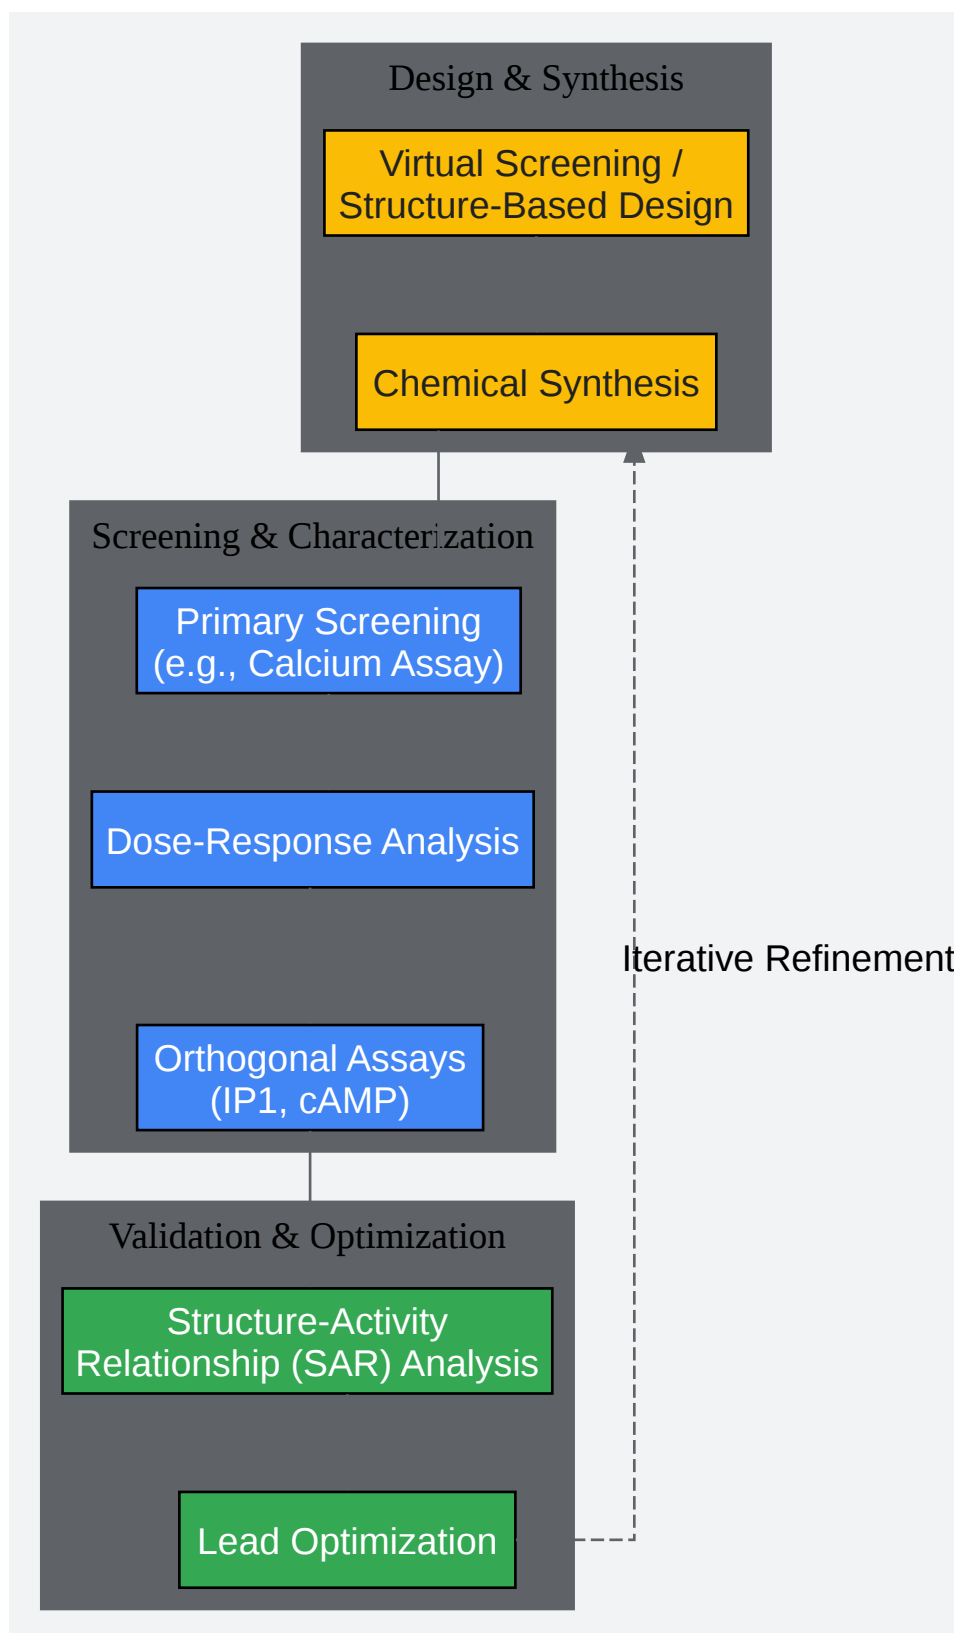 Design & Synthesis
Virtual Screening /
Structure-Based Design
Chemical Synthesis
Screening & Characterization
Primary Screening
(e.g., Calcium Assay)
Dose-Response Analysis
Iterative Refinement
Orthogonal Assays
(IP1, cAMP)
Validation & Optimization
Structure-Activity
Relationship (SAR) Analysis
Lead Optimization